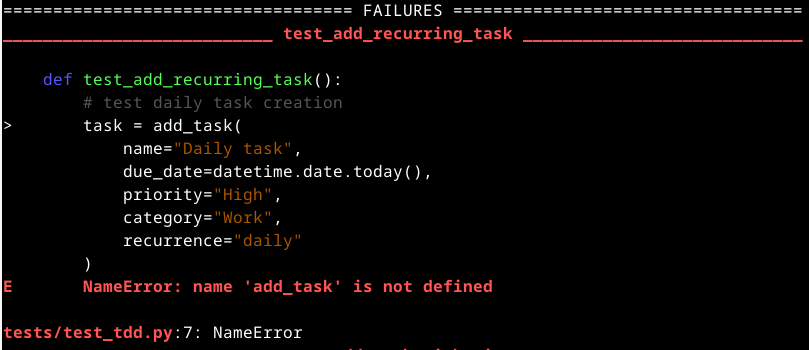 =================================== FAILURES ===================================
___________________________ test_add_recurring_task ____________________________
    def test_add_recurring_task():
        # test daily task creation
>       task = add_task(
            name="Daily task",
            due_date=datetime.date.today(),
            priority="High",
            category="Work",
            recurrence="daily"
        )
E       NameError: name 'add_task' is not defined
tests/test_tdd.py:7: NameError